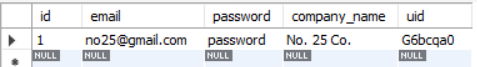 id email password company_name uid
1 no25@gmail.com password No. 25 Co. G6bcqa0
NULL NULL NULL NULL NULL